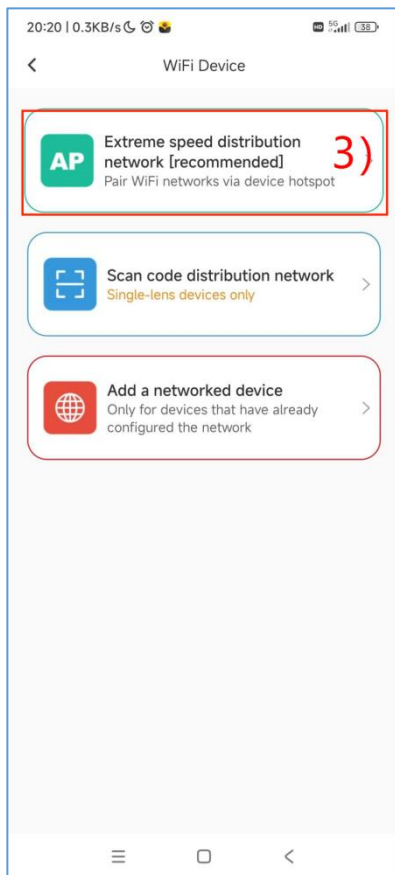 20:20 | 0.3KB/s
HD 5G 38
WiFi Device
Extreme speed distribution
network [recommended]
3)
AP
Pair WiFi networks via device hotspot
Scan code distribution network
Single-lens devices only
Add a networked device
Only for devices that have already
configured the network